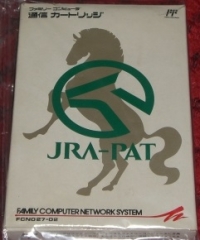 ファミリーコンピュータ
通信カートリッジ
JRA-PAT
FAMILY COMPUTER NETWORK SYSTEM
FCN027-02